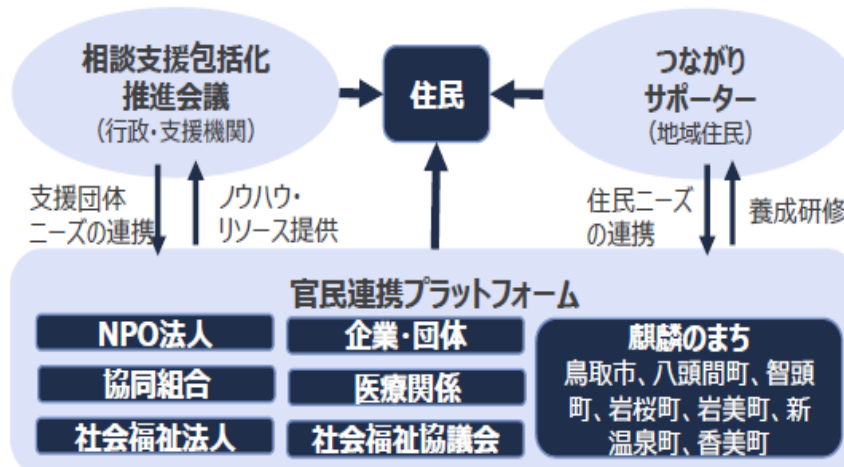 相談支援包括化
推進会議
（行政・支援機関）
住民
つながり
サポーター
（地域住民）
支援団体
ニーズの連携
ノウハウ・
リソース提供
住民ニーズ
の連携
養成研修
官民連携プラットフォーム
NPO法人
企業・団体
協同組合
医療関係
社会福祉法人
社会福祉協議会
麒麟のまち
鳥取市、八頭間町、智頭
町、岩桜町、岩美町、新
温泉町、香美町